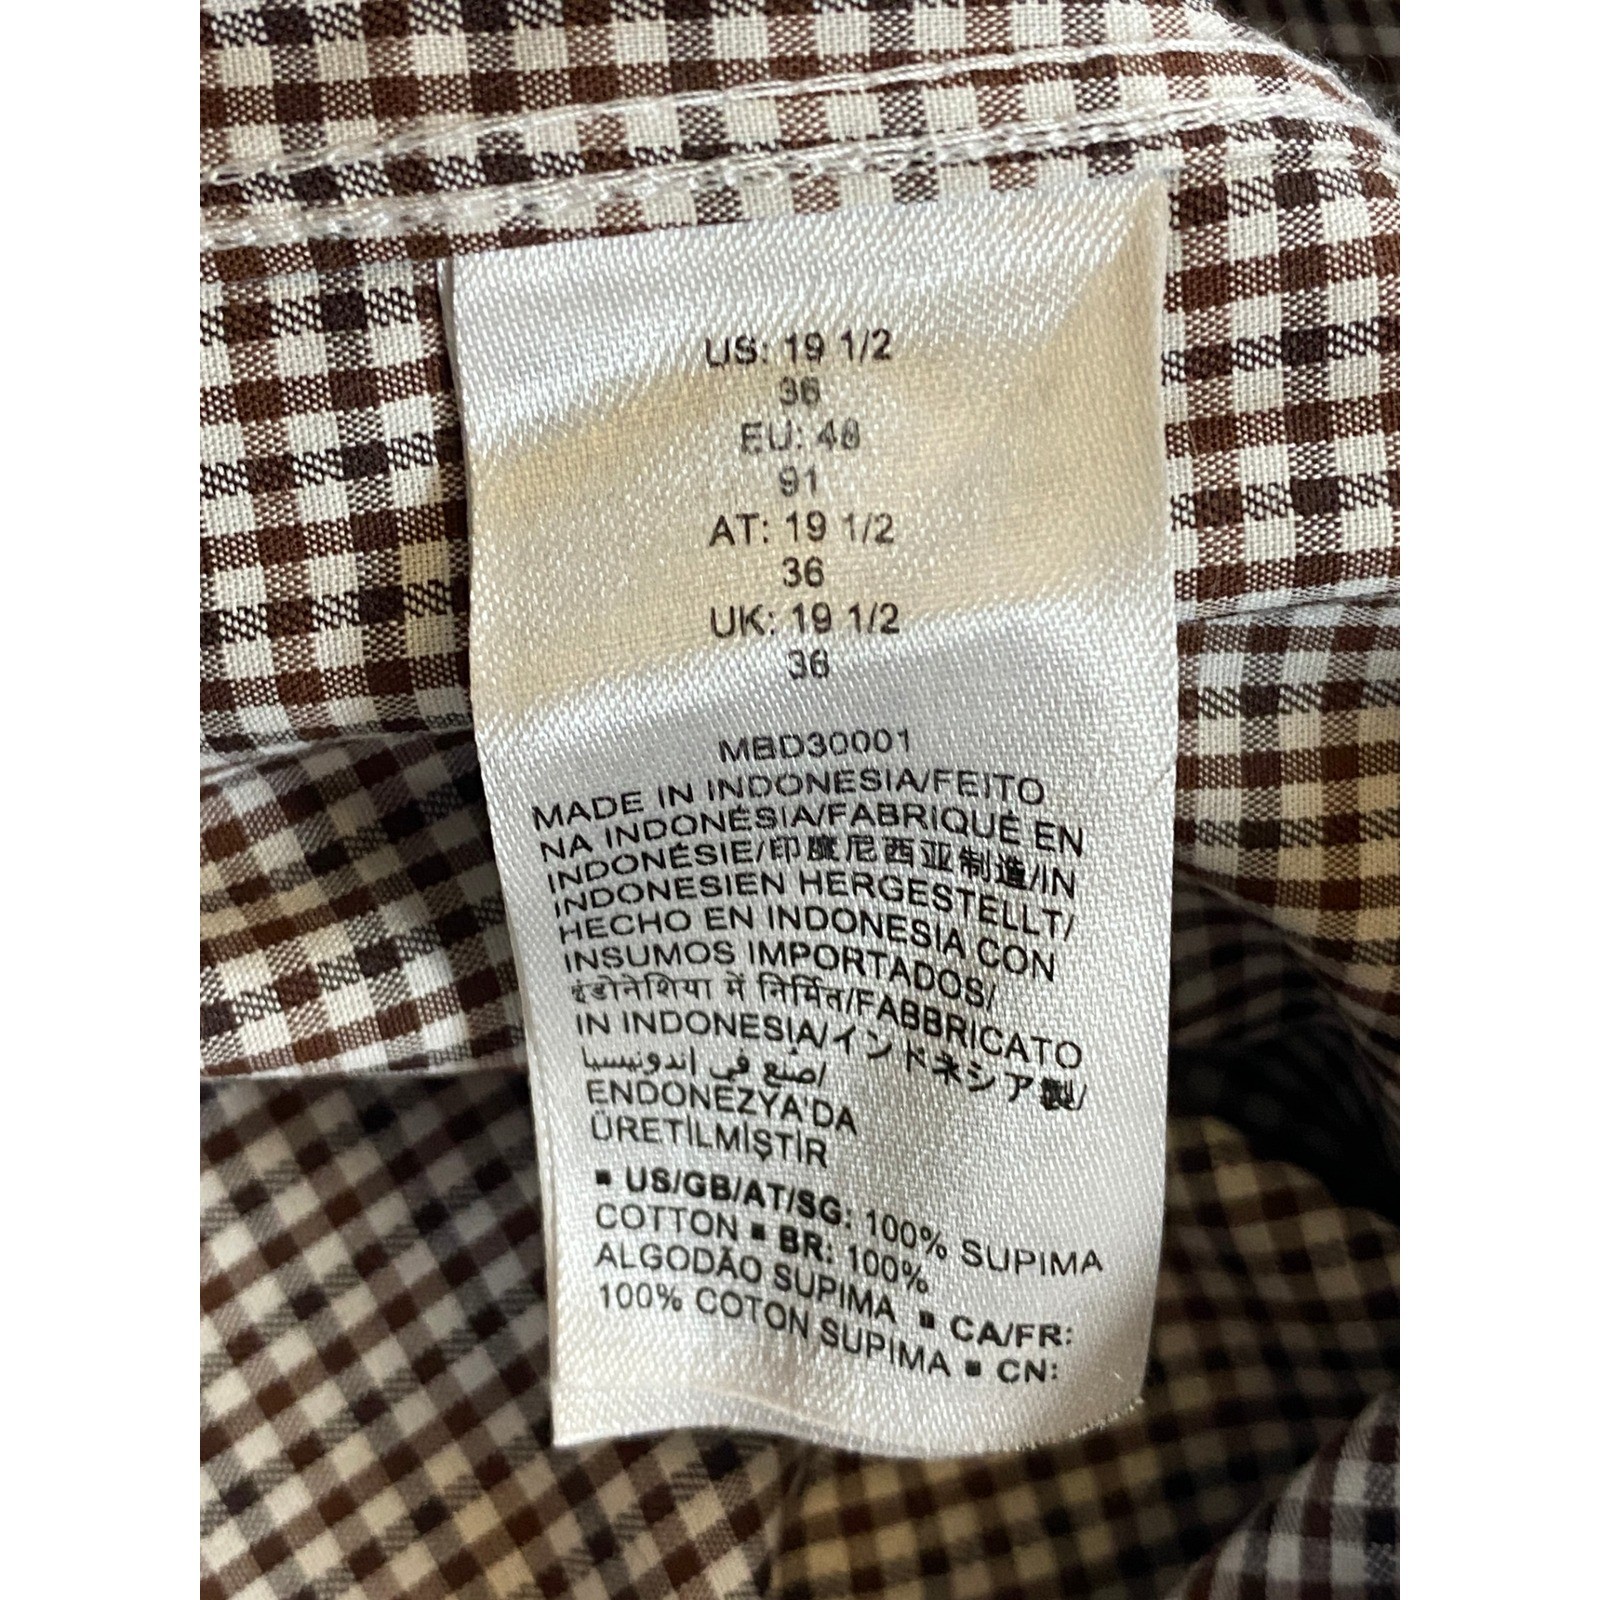 US: 19 1/2
36
EU: 48
91
AT: 19 1/2
36
UK: 19 1/2
36
MBD30001
MADE IN INDONESIA/FEITO
NA INDONÉSIA/FABRIQUÉ EN
INDONÉSIE/印度尼西亚制造/IN
INDONESIEN HERGESTELLT/
HECHO EN INDONESIA CON
INSUMOS IMPORTADOS/
इंडोनेशिया में निर्मित/FABBRICATO
IN INDONESIA/インドネシア製/
صُنع في إندونيسيا/
ENDONEZYA'DA
ÜRETİLMİŞTİR
▪ US/GB/AT/SG: 100% SUPIMA
COTTON ▪ BR: 100%
ALGODÃO SUPIMA ▪ CA/FR:
100% COTON SUPIMA ▪ CN: